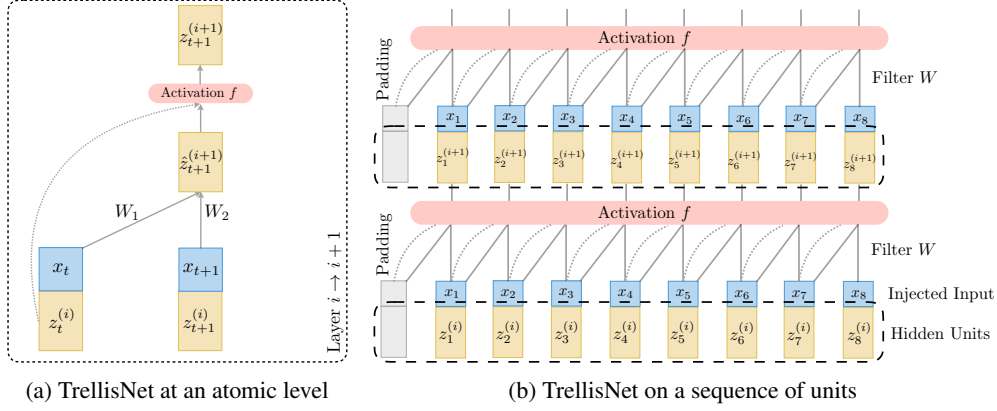 z_{t+1}^{(i+1)}
Activation f
ẑ_{t+1}^{(i+1)}
W_1
W_2
x_t
x_{t+1}
z_t^{(i)}
z_{t+1}^{(i)}
Layer i → i + 1
(a) TrellisNet at an atomic level
Activation f
Padding
Filter W
x_1 x_2 x_3 x_4 x_5 x_6 x_7 x_8
z_1^{(i+1)} z_2^{(i+1)} z_3^{(i+1)} z_4^{(i+1)} z_5^{(i+1)} z_6^{(i+1)} z_7^{(i+1)} z_8^{(i+1)}
Activation f
Padding
Filter W
x_1 x_2 x_3 x_4 x_5 x_6 x_7 x_8 Injected Input
z_1^{(i)} z_2^{(i)} z_3^{(i)} z_4^{(i)} z_5^{(i)} z_6^{(i)} z_7^{(i)} z_8^{(i)} Hidden Units
(b) TrellisNet on a sequence of units